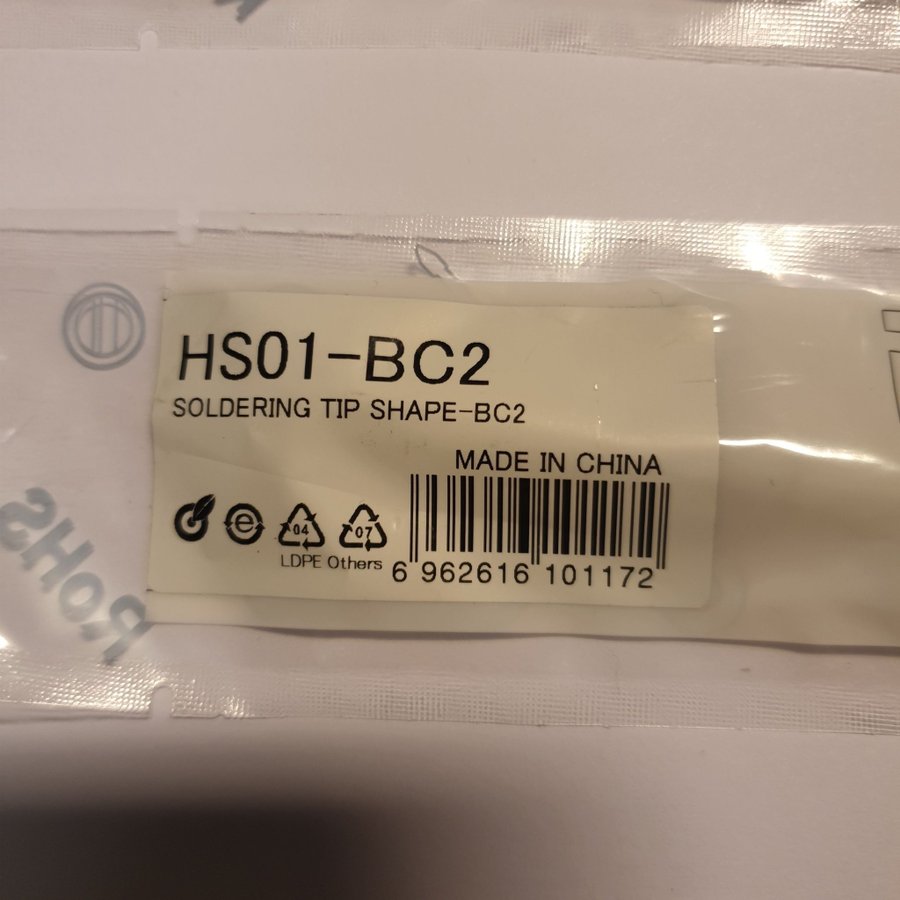 HS01-BC2
SOLDERING TIP SHAPE-BC2
MADE IN CHINA
e
04
07
LDPE Others
6 962616 101172
RoHS